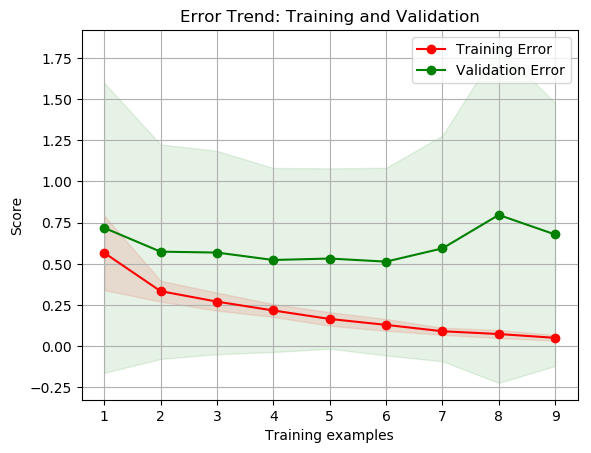 Error Trend: Training and Validation
Training Error
Validation Error
1.75
1.50
1.25
1.00
0.75
0.50
0.25
0.00
−0.25
Score
1 2 3 4 5 6 7 8 9
Training examples